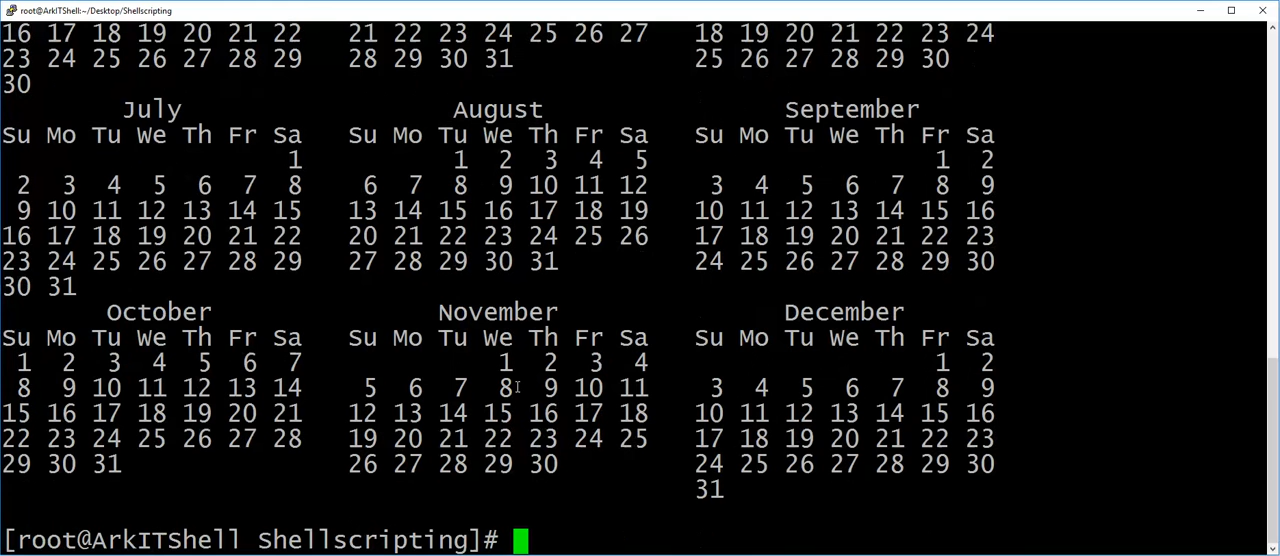 root@ArkITShell:~/Desktop/Shellscripting
16 17 18 19 20 21 22   21 22 23 24 25 26 27   18 19 20 21 22 23 24
23 24 25 26 27 28 29   28 29 30 31            25 26 27 28 29 30
30
        July                  August                September
Su Mo Tu We Th Fr Sa   Su Mo Tu We Th Fr Sa   Su Mo Tu We Th Fr Sa
                   1          1  2  3  4  5                   1  2
 2  3  4  5  6  7  8    6  7  8  9 10 11 12    3  4  5  6  7  8  9
 9 10 11 12 13 14 15   13 14 15 16 17 18 19   10 11 12 13 14 15 16
16 17 18 19 20 21 22   20 21 22 23 24 25 26   17 18 19 20 21 22 23
23 24 25 26 27 28 29   27 28 29 30 31         24 25 26 27 28 29 30
30 31
       October               November               December
Su Mo Tu We Th Fr Sa   Su Mo Tu We Th Fr Sa   Su Mo Tu We Th Fr Sa
 1  2  3  4  5  6  7             1  2  3  4                   1  2
 8  9 10 11 12 13 14    5  6  7  8  9 10 11    3  4  5  6  7  8  9
15 16 17 18 19 20 21   12 13 14 15 16 17 18   10 11 12 13 14 15 16
22 23 24 25 26 27 28   19 20 21 22 23 24 25   17 18 19 20 21 22 23
29 30 31               26 27 28 29 30         24 25 26 27 28 29 30
                                              31
[root@ArkITShell Shellscripting]#